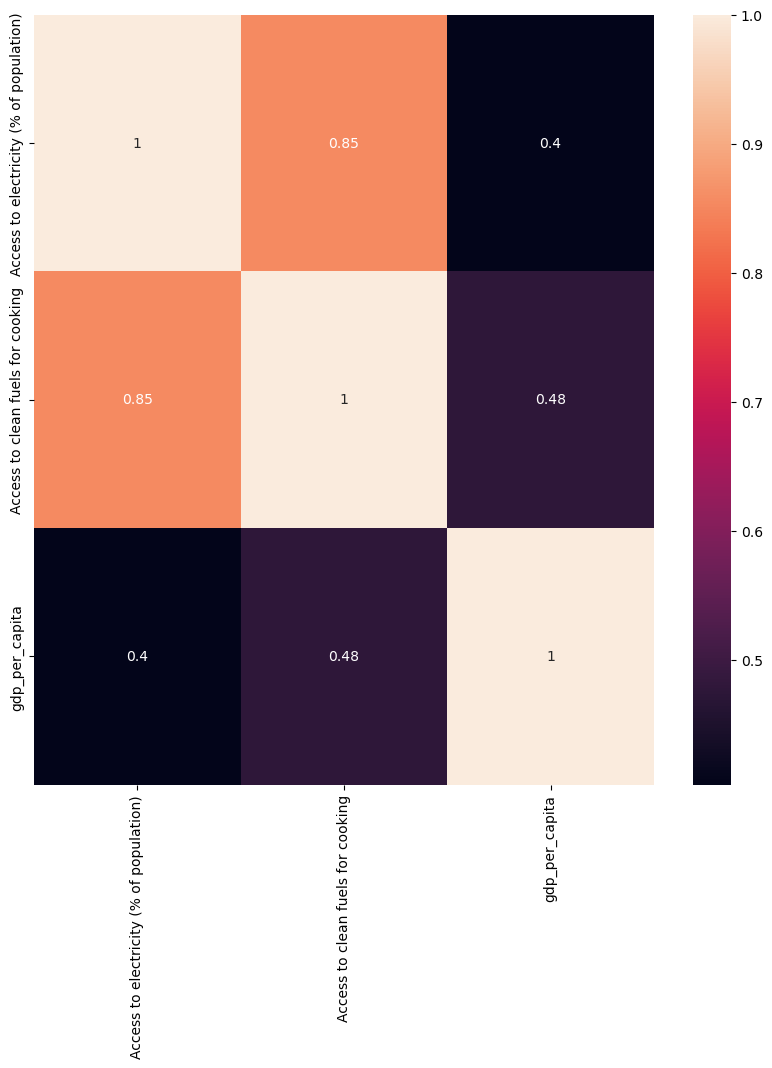 Access to electricity (% of population)
Access to clean fuels for cooking
gdp_per_capita
1
0.85
0.4
0.85
1
0.48
0.4
0.48
1
Access to electricity (% of population)
Access to clean fuels for cooking
gdp_per_capita
1.0
0.9
0.8
0.7
0.6
0.5